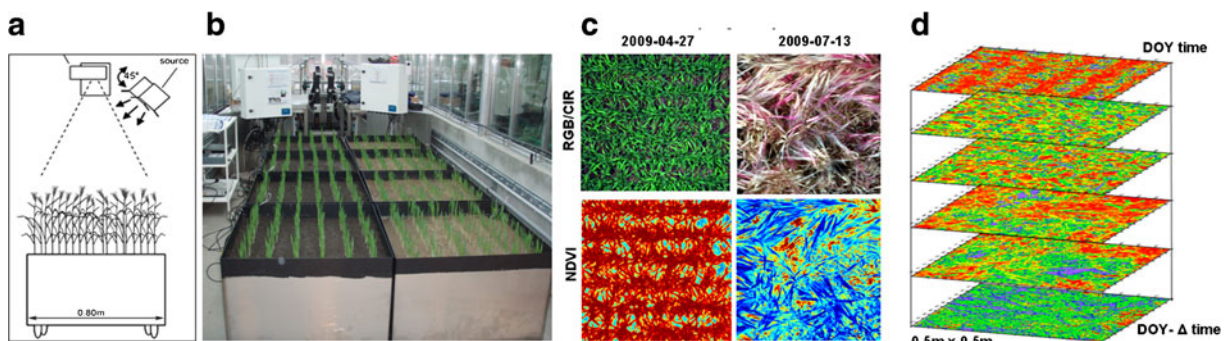 a
b
c
d
source
45°
0.80m
2009-04-27
2009-07-13
RGB/CIR
NDVI
DOY time
DOY- Δ time